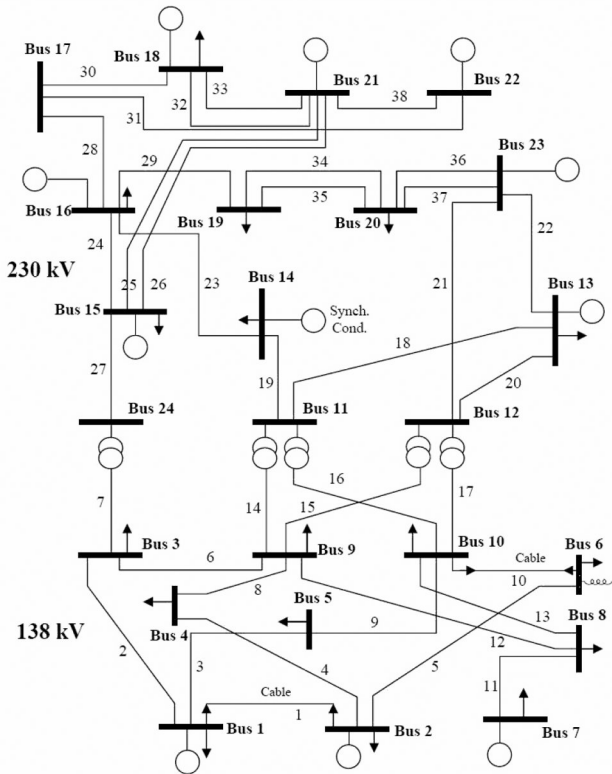 Bus 17
Bus 18
Bus 21
Bus 22
30
33
32
38
31
28
29
34
36
Bus 23
35
37
Bus 16
Bus 19
Bus 20
22
24
230 kV
25
26
23
Bus 14
21
Bus 13
Bus 15
Synch.
Cond.
18
27
19
20
Bus 24
Bus 11
Bus 12
16
7
14
15
17
Bus 3
6
Bus 9
Bus 10
Cable
Bus 6
10
8
Bus 5
13
Bus 8
138 kV
Bus 4
9
12
2
3
4
5
11
Cable
Bus 1
1
Bus 2
Bus 7